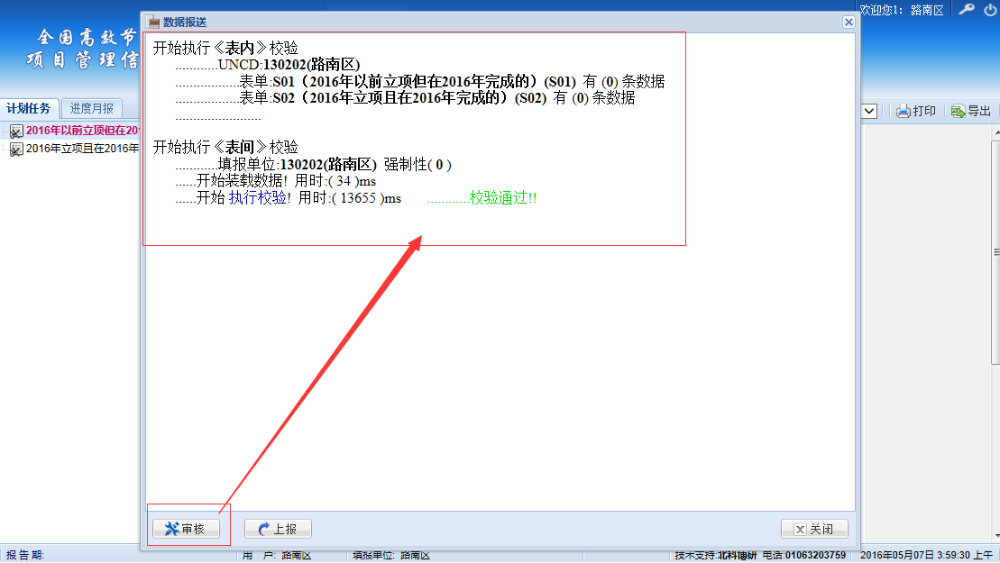 欢迎您1: 路南区
全国高效节
项目管理信
计划任务 进度月报
打印 导出
2016年以前立项但在20
2016年立项且在2016年
数据报送
开始执行《表内》校验
............UNCD:130202(路南区)
..................表单:S01（2016年以前立项但在2016年完成的）(S01) 有 (0) 条数据
..................表单:S02（2016年立项且在2016年完成的）(S02) 有 (0) 条数据
........................
开始执行《表间》校验
............填报单位:130202(路南区) 强制性( 0 )
......开始装载数据! 用时:( 34 )ms
......开始 执行校验! 用时:( 13655 )ms ............校验通过!!
审核 上报 关闭
报 告 期: 用 户: 路南区 填报单位: 路南区 技术支持:北科博研 电话:01063203759 2016年05月07日 3:59:30 上午